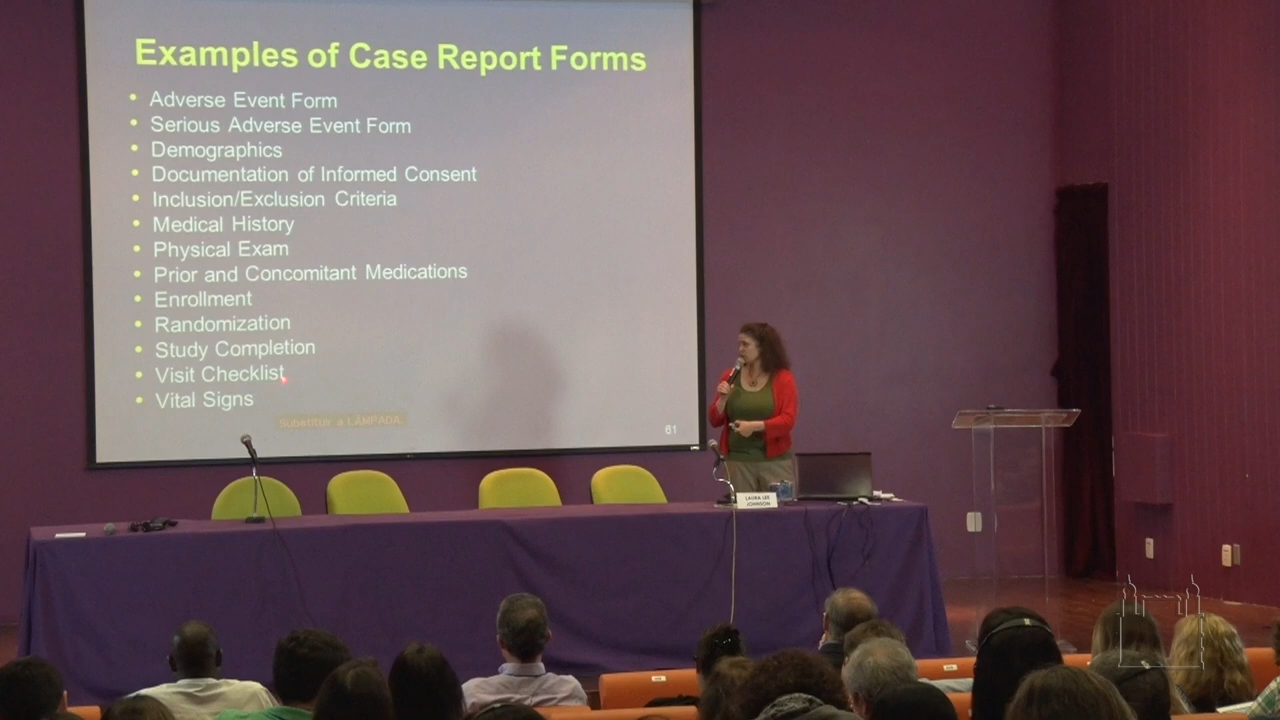 Examples of Case Report Forms
• Adverse Event Form
• Serious Adverse Event Form
• Demographics
• Documentation of Informed Consent
• Inclusion/Exclusion Criteria
• Medical History
• Physical Exam
• Prior and Concomitant Medications
• Enrollment
• Randomization
• Study Completion
• Visit Checklist
• Vital Signs
Substituir a LÂMPADA.
61
LAURA LEE
JOHNSON